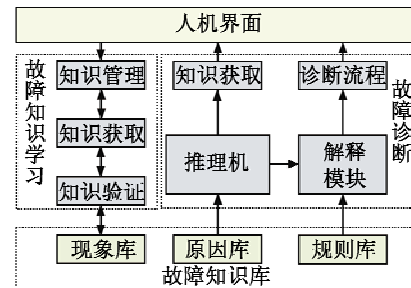 人机界面
故障知识学习
知识管理
知识获取
知识验证
知识获取
诊断流程
推理机
解释
模块
故障诊断
现象库
原因库
规则库
故障知识库